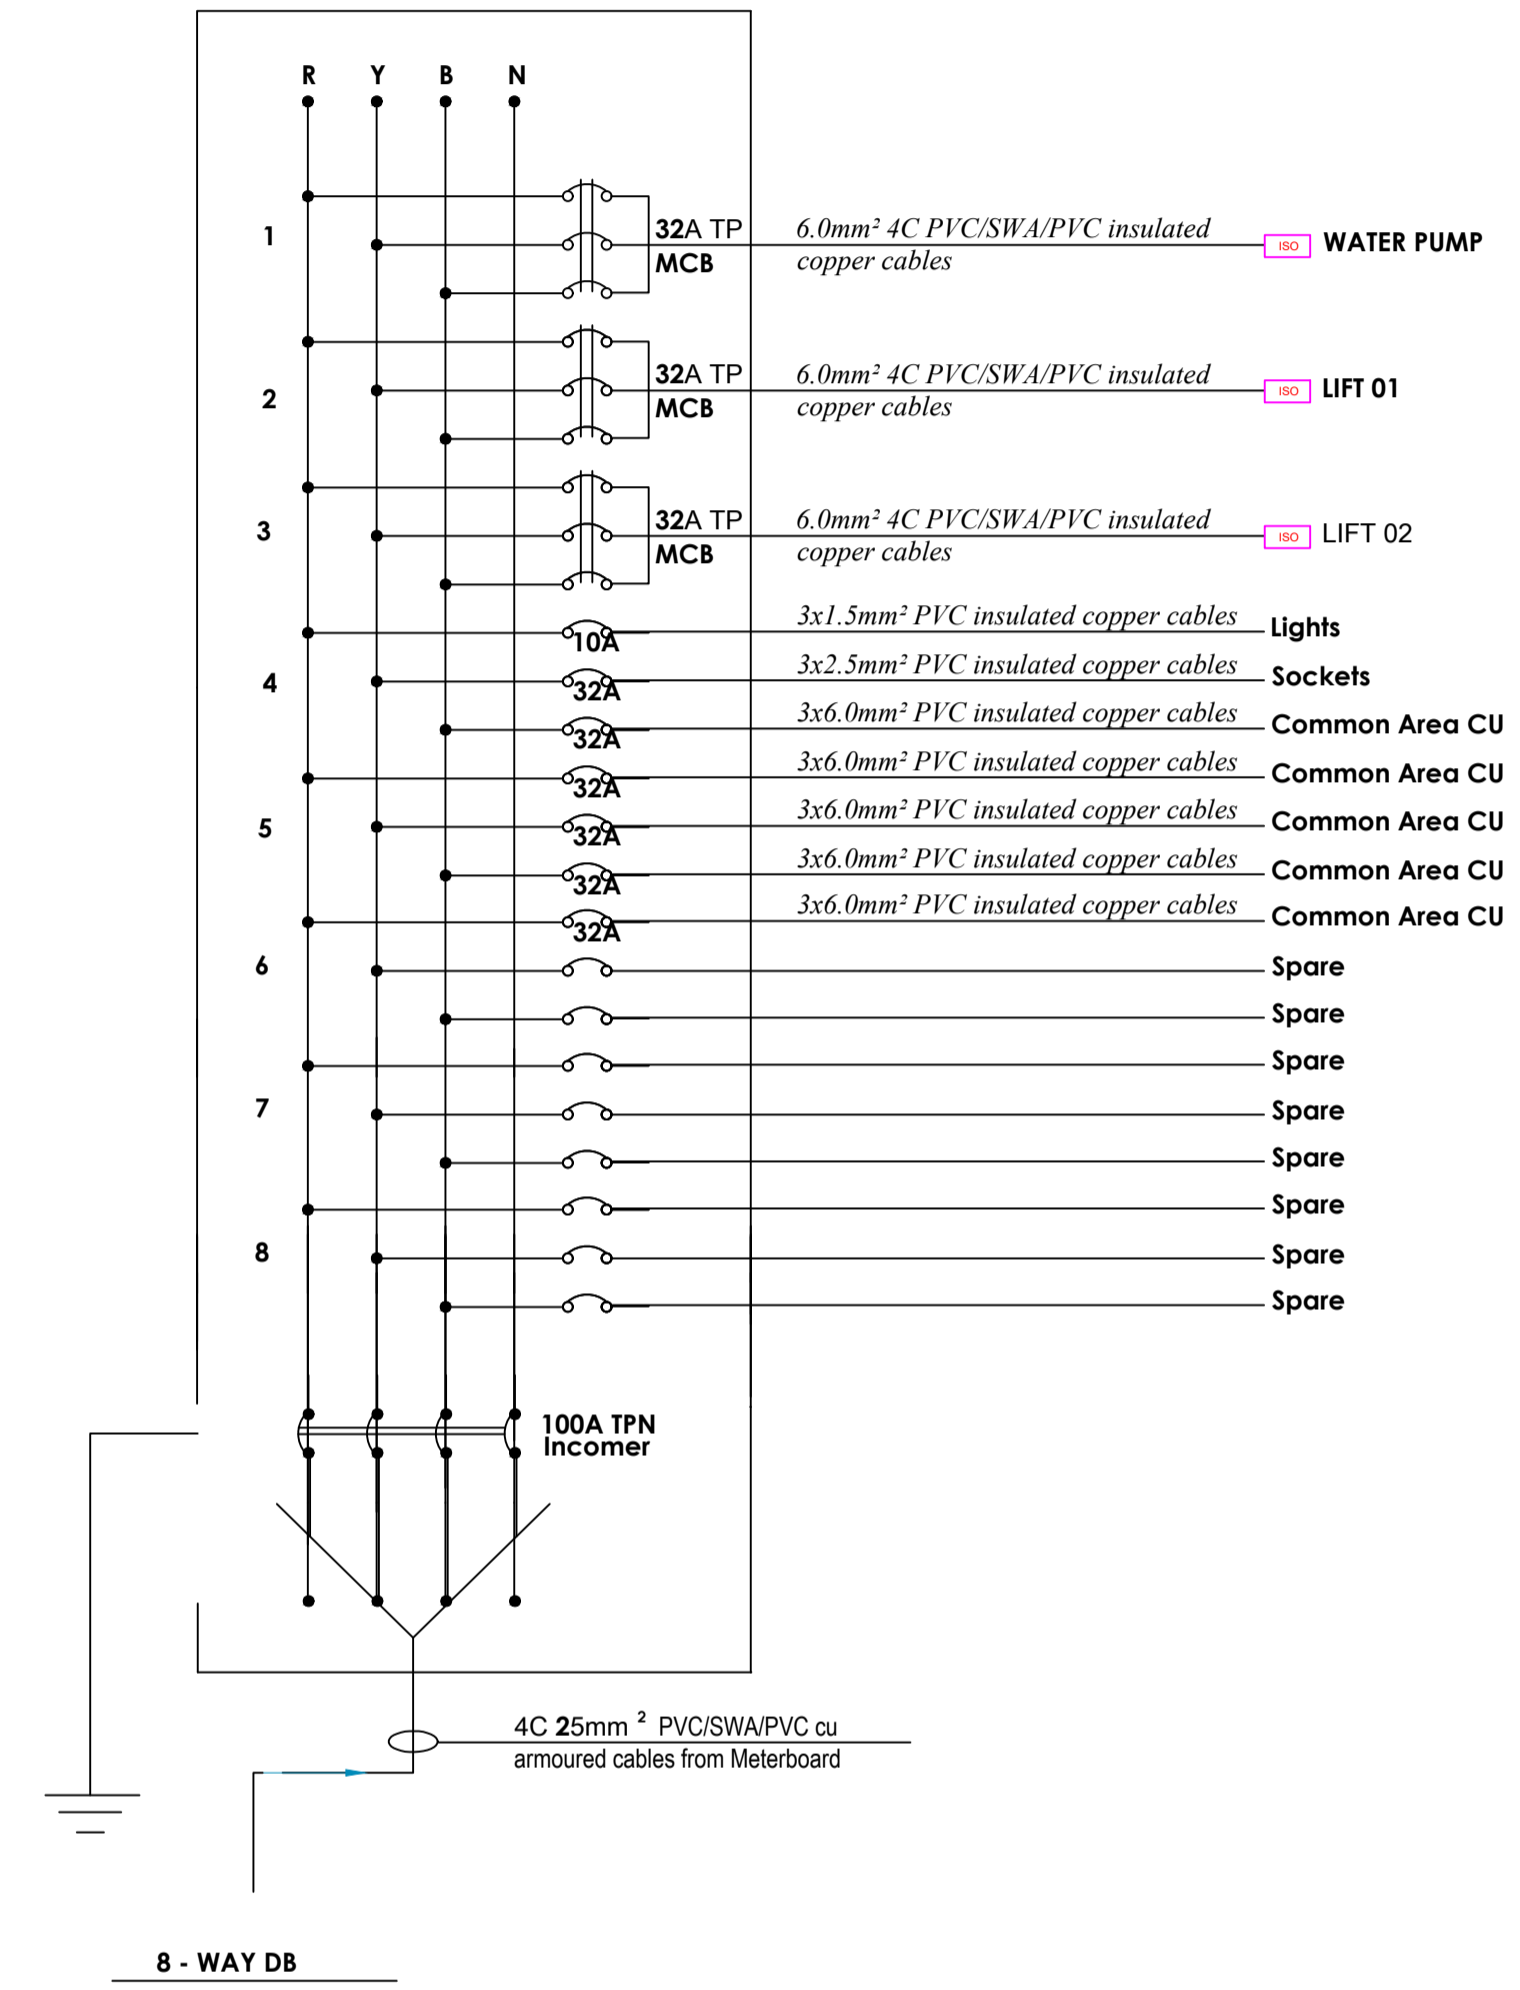 R Y B N
1
32A TP
MCB
6.0mm² 4C PVC/SWA/PVC insulated
copper cables
ISO
WATER PUMP
2
32A TP
MCB
6.0mm² 4C PVC/SWA/PVC insulated
copper cables
ISO
LIFT 01
3
32A TP
MCB
6.0mm² 4C PVC/SWA/PVC insulated
copper cables
ISO
LIFT 02
10A
3x1.5mm² PVC insulated copper cables
Lights
4
32A
3x2.5mm² PVC insulated copper cables
Sockets
32A
3x6.0mm² PVC insulated copper cables
Common Area CU
32A
3x6.0mm² PVC insulated copper cables
Common Area CU
5
32A
3x6.0mm² PVC insulated copper cables
Common Area CU
32A
3x6.0mm² PVC insulated copper cables
Common Area CU
32A
3x6.0mm² PVC insulated copper cables
Common Area CU
6
Spare
Spare
Spare
7
Spare
Spare
Spare
8
Spare
Spare
100A TPN
Incomer
4C 25mm ² PVC/SWA/PVC cu
armoured cables from Meterboard
8 - WAY DB